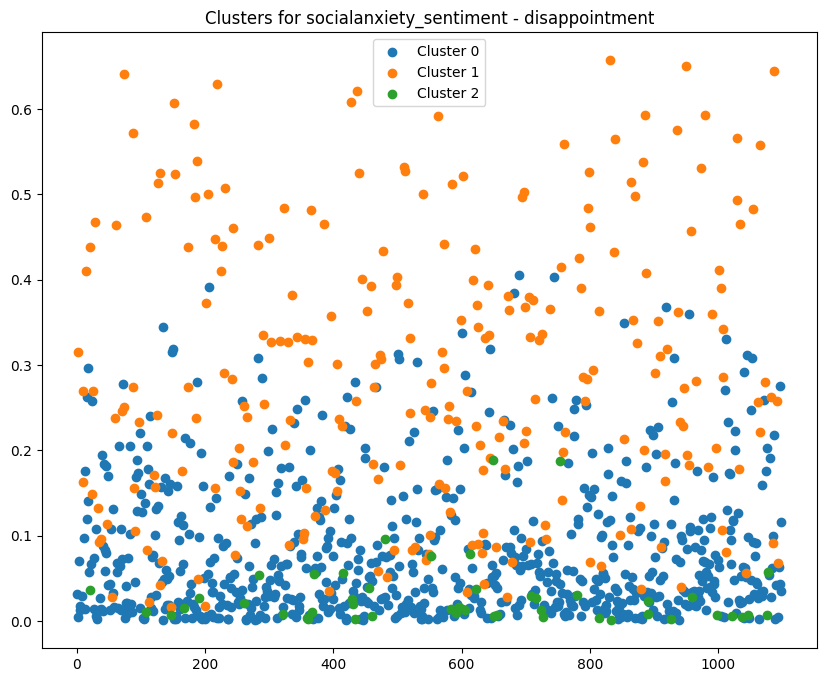 Clusters for socialanxiety_sentiment - disappointment
Cluster 0
Cluster 1
Cluster 2
0.6
0.5
0.4
0.3
0.2
0.1
0.0
0 200 400 600 800 1000